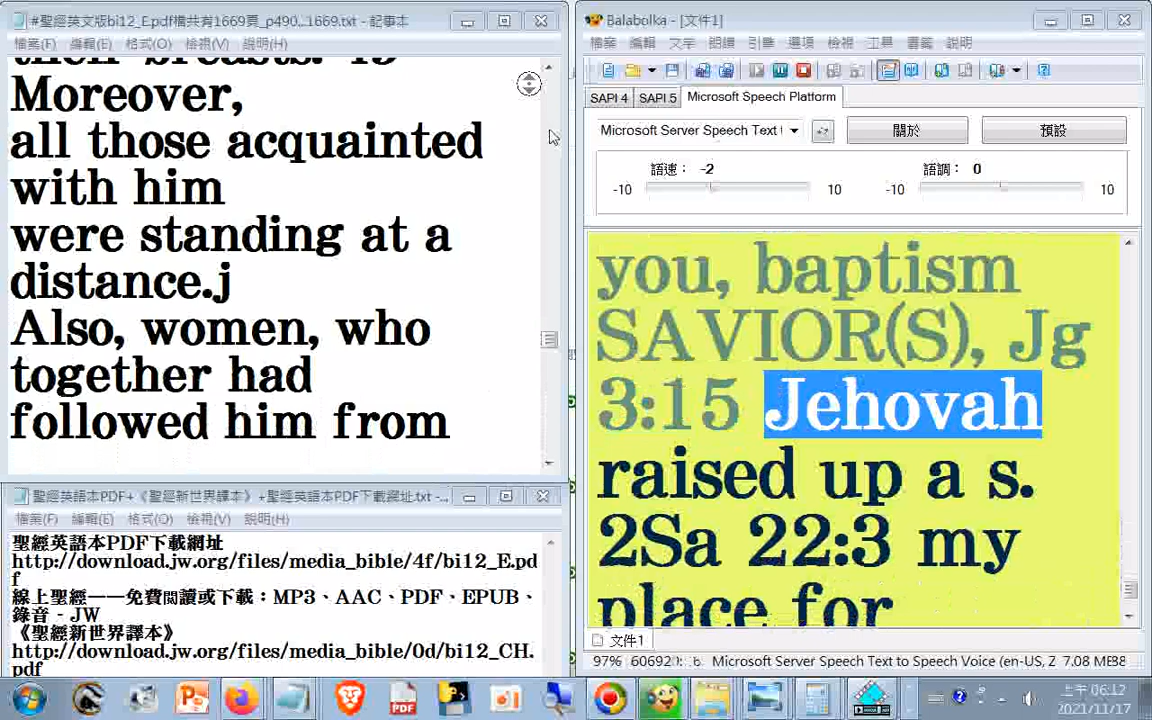 #聖經英文版bi12_E.pdf檔共有1669頁_p490...1669.txt - 記事本
檔案(F) 編輯(E) 格式(O) 檢視(V) 說明(H)
their breasts. 49
Moreover,
all those acquainted
with him
were standing at a
distance.j
Also, women, who
together had
followed him from
聖經英語本PDF+《聖經新世界譯本》+聖經英語本PDF下載網址.txt -...
檔案(F) 編輯(E) 格式(O) 檢視(V) 說明(H)
聖經英語本PDF下載網址
http://download.jw.org/files/media_bible/4f/bi12_E.pd
f
線上聖經——免費閱讀或下載：MP3、AAC、PDF、EPUB、
錄音 - JW
《聖經新世界譯本》
http://download.jw.org/files/media_bible/0d/bi12_CH.
pdf
Balabolka - [文件1]
檔案 編輯 文字 朗讀 引擎 選項 檢視 工具 書籤 說明
SAPI 4 SAPI 5 Microsoft Speech Platform
Microsoft Server Speech Text 關於 預設
語速： -2 語調： 0
-10 10 -10 10
you, baptism
SAVIOR(S), Jg
3:15 Jehovah
raised up a s.
2Sa 22:3 my
place for
文件1
97% Microsoft Server Speech Text to Speech Voice (en-US, Z 7.08 MB
上午 06:12
2021/11/17